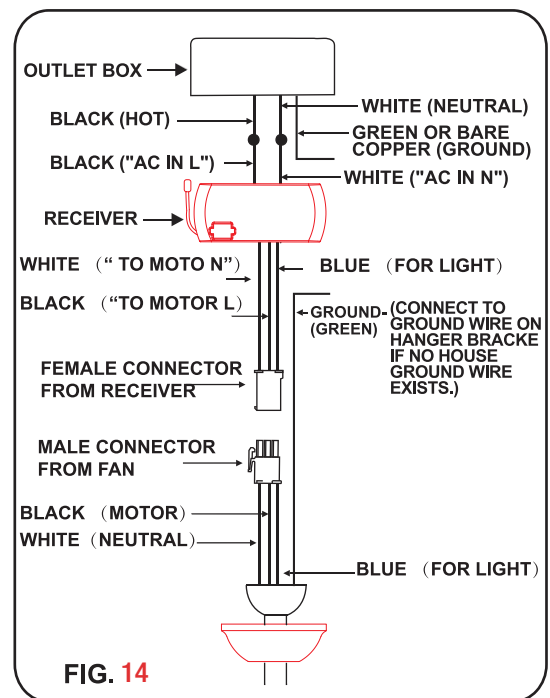 OUTLET BOX
BLACK (HOT)
WHITE (NEUTRAL)
GREEN OR BARE
COPPER (GROUND)
BLACK ("AC IN L")
WHITE ("AC IN N")
RECEIVER
WHITE (“ TO MOTO N”)
BLUE (FOR LIGHT)
BLACK (“TO MOTOR L)
GROUND-
(GREEN)
(CONNECT TO
GROUND WIRE ON
HANGER BRACKE
IF NO HOUSE
GROUND WIRE
EXISTS.)
FEMALE CONNECTOR
FROM RECEIVER
MALE CONNECTOR
FROM FAN
BLACK (MOTOR)
WHITE (NEUTRAL)
BLUE (FOR LIGHT)
FIG. 14